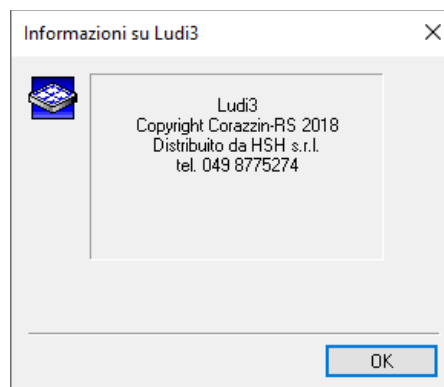 Informazioni su Ludi3
Ludi3
Copyright Corazzin-RS 2018
Distribuito da HSH s.r.l.
tel. 049 8775274
OK